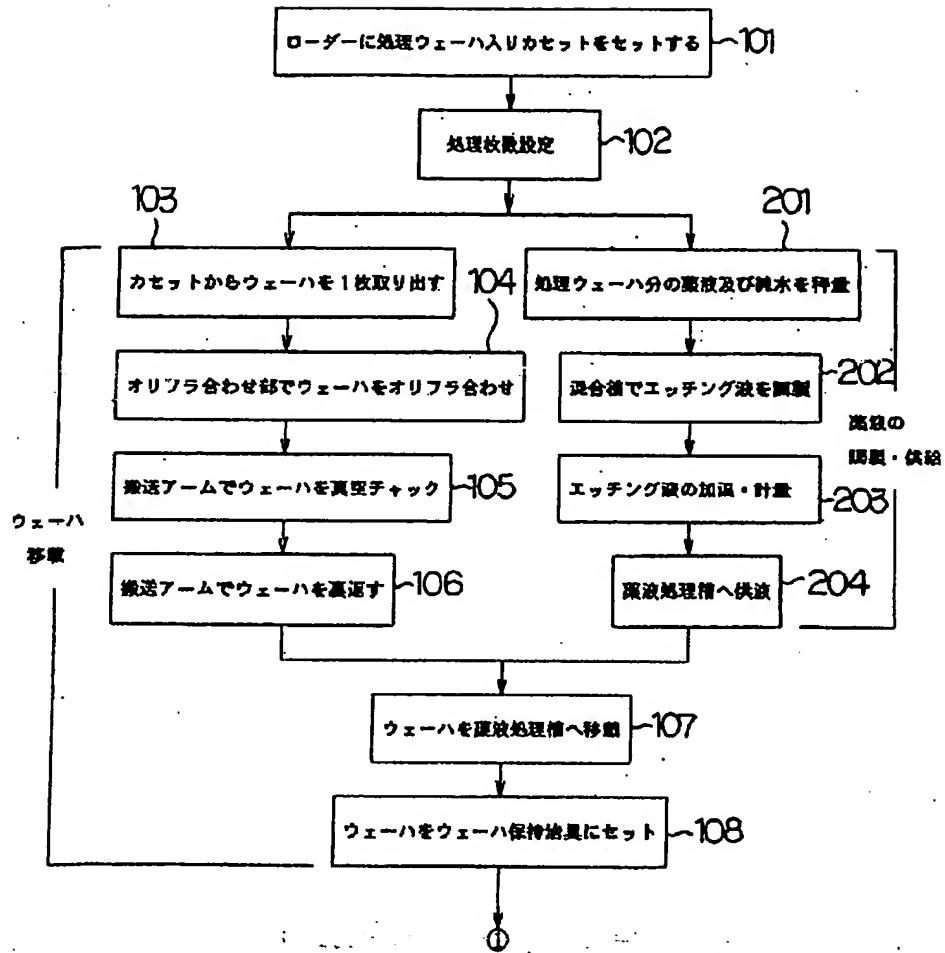 ローダーに処理ウェーハ入りカセットをセットする
101
処理枚数設定
102
103
カセットからウェーハを1枚取り出す
104
オリフラ合わせ部でウェーハをオリフラ合わせ
搬送アームでウェーハを真空チャック
105
搬送アームでウェーハを裏返す
106
ウェーハ
移載
201
処理ウェーハ分の薬液及び純水を秤量
混合槽でエッチング液を調製
202
エッチング液の加温・計量
203
薬液処理槽へ供液
204
薬液の
調製・供給
ウェーハを薬液処理槽へ移載
107
ウェーハをウェーハ保持治具にセット
108
①